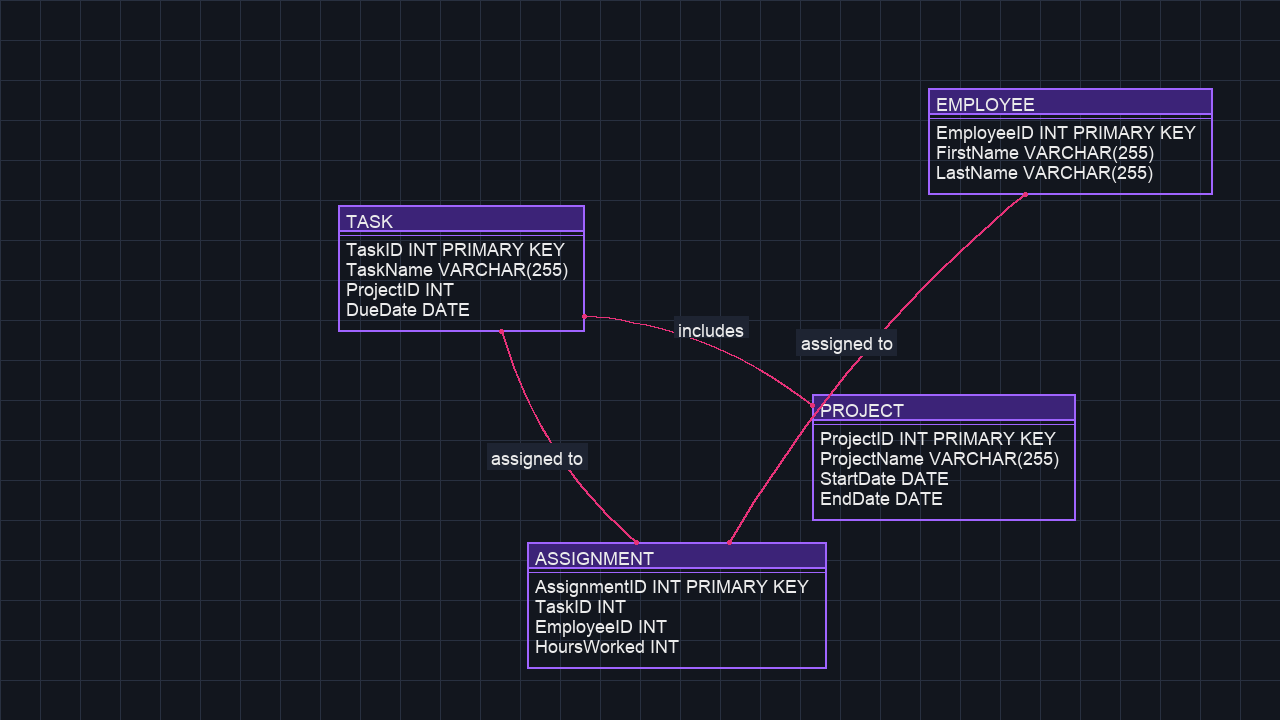 EMPLOYEE
EmployeeID INT PRIMARY KEY
FirstName VARCHAR(255)
LastName VARCHAR(255)
TASK
TaskID INT PRIMARY KEY
TaskName VARCHAR(255)
ProjectID INT
DueDate DATE
includes
assigned to
PROJECT
ProjectID INT PRIMARY KEY
ProjectName VARCHAR(255)
StartDate DATE
EndDate DATE
assigned to
ASSIGNMENT
AssignmentID INT PRIMARY KEY
TaskID INT
EmployeeID INT
HoursWorked INT